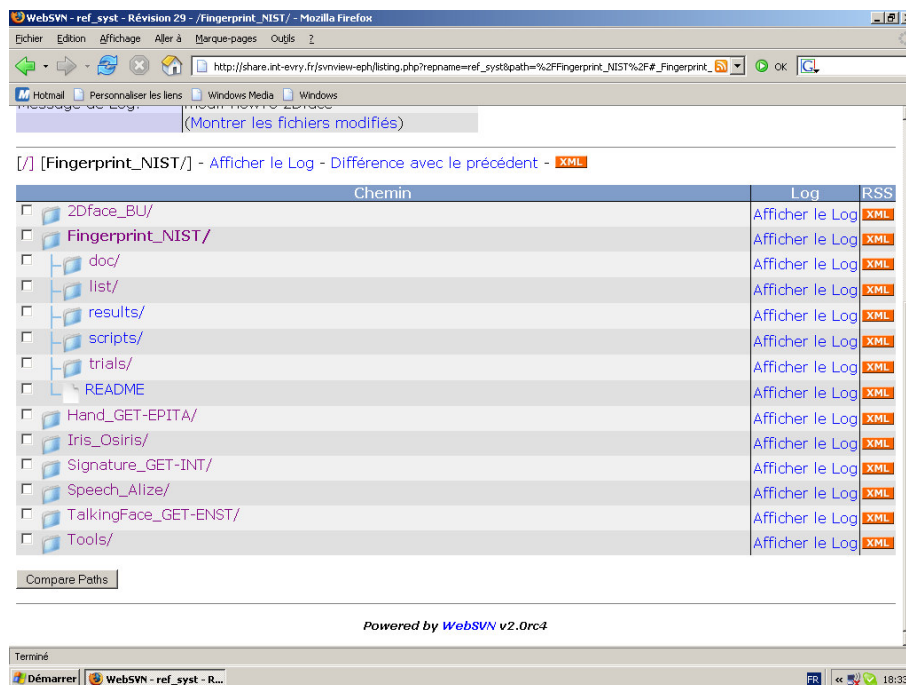 WebSVN - ref_syst - Révision 29 - /Fingerprint_NIST/ - Mozilla Firefox
Fichier Edition Affichage Aller à Marque-pages Outils ?
http://share.int-evry.fr/svnview-eph/listing.php?repname=ref_syst&path=%2FFingerprint_NIST%2F#_Fingerprint_ OK
Hotmail Personnaliser les liens Windows Media Windows
Message de Log: modif HowTo 2Dface
(Montrer les fichiers modifiés)
[/] [Fingerprint_NIST/] - Afficher le Log - Différence avec le précédent - XML
Chemin Log RSS
2Dface_BU/ Afficher le Log XML
Fingerprint_NIST/ Afficher le Log XML
doc/ Afficher le Log XML
list/ Afficher le Log XML
results/ Afficher le Log XML
scripts/ Afficher le Log XML
trials/ Afficher le Log XML
README Afficher le Log XML
Hand_GET-EPITA/ Afficher le Log XML
Iris_Osiris/ Afficher le Log XML
Signature_GET-INT/ Afficher le Log XML
Speech_Alize/ Afficher le Log XML
TalkingFace_GET-ENST/ Afficher le Log XML
Tools/ Afficher le Log XML
Compare Paths
Powered by WebSVN v2.0rc4
Terminé
Démarrer WebSVN - ref_syst - R... FR 18:33